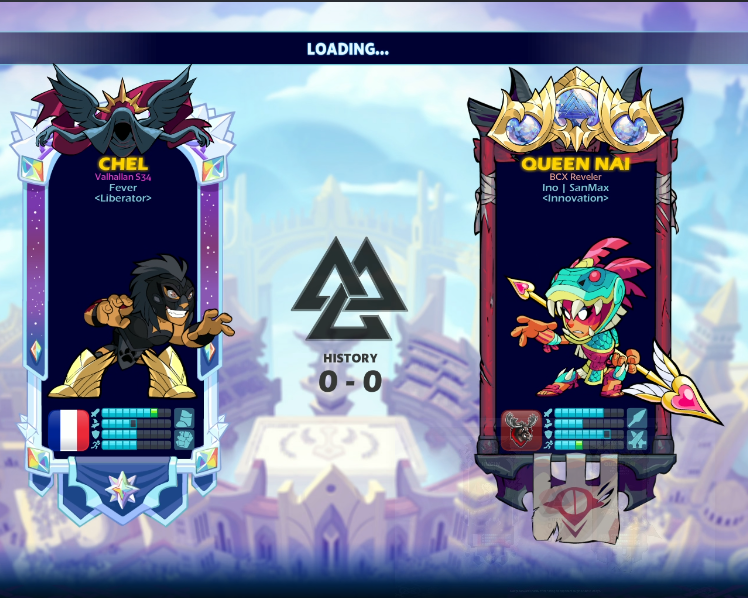 LOADING...
CHEL
Valhallan S34
Fever
<Liberator>
QUEEN NAI
BCX Reveler
Ino | SanMax
<Innovation>
HISTORY
0 - 0